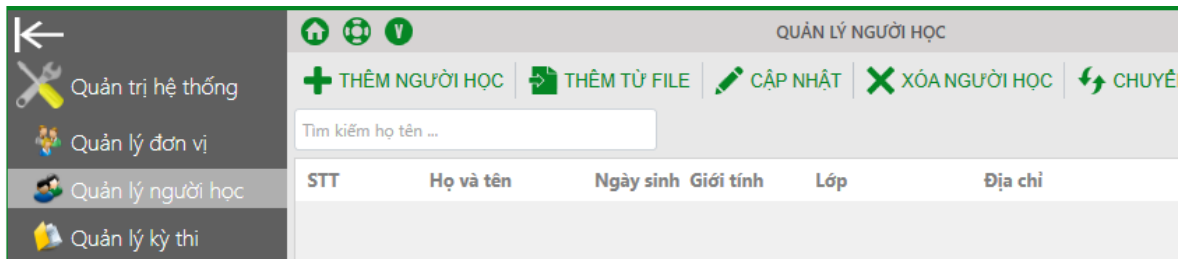 V
QUẢN LÝ NGƯỜI HỌC
Quản trị hệ thống
THÊM NGƯỜI HỌC THÊM TỪ FILE CẬP NHẬT XÓA NGƯỜI HỌC
Tìm kiếm họ tên ...
Quản lý đơn vị
STT Họ và tên Ngày sinh Giới tính Lớp Địa chỉ
Quản lý người học
Quản lý kỳ thi